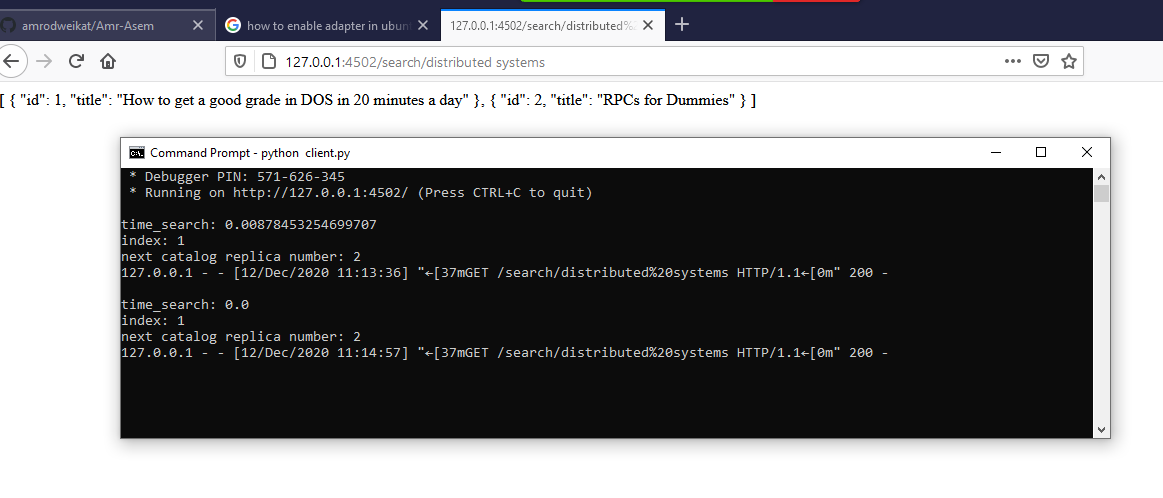 amrodweikat/Amr-Asem
how to enable adapter in ubun
127.0.0.1:4502/search/distributed%2
127.0.0.1:4502/search/distributed systems
[ { "id": 1, "title": "How to get a good grade in DOS in 20 minutes a day" }, { "id": 2, "title": "RPCs for Dummies" } ]
Command Prompt - python  client.py
* Debugger PIN: 571-626-345
* Running on http://127.0.0.1:4502/ (Press CTRL+C to quit)
time_search: 0.00878453254699707
index: 1
next catalog replica number: 2
127.0.0.1 - - [12/Dec/2020 11:13:36] "←[37mGET /search/distributed%20systems HTTP/1.1←[0m" 200 -
time_search: 0.0
index: 1
next catalog replica number: 2
127.0.0.1 - - [12/Dec/2020 11:14:57] "←[37mGET /search/distributed%20systems HTTP/1.1←[0m" 200 -